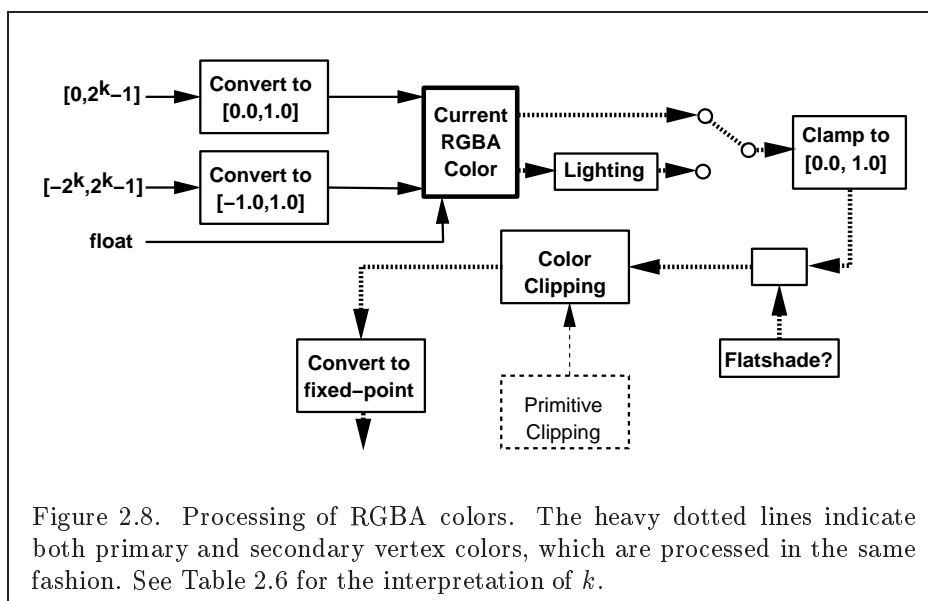 [0,2k–1]
Convert to
[0.0,1.0]
[–2k,2k–1]
Convert to
[–1.0,1.0]
float
Current
RGBA
Color
Lighting
Clamp to
[0.0, 1.0]
Color
Clipping
Flatshade?
Convert to
fixed–point
Primitive
Clipping
Figure 2.8. Processing of RGBA colors. The heavy dotted lines indicate
both primary and secondary vertex colors, which are processed in the same
fashion. See Table 2.6 for the interpretation of k.